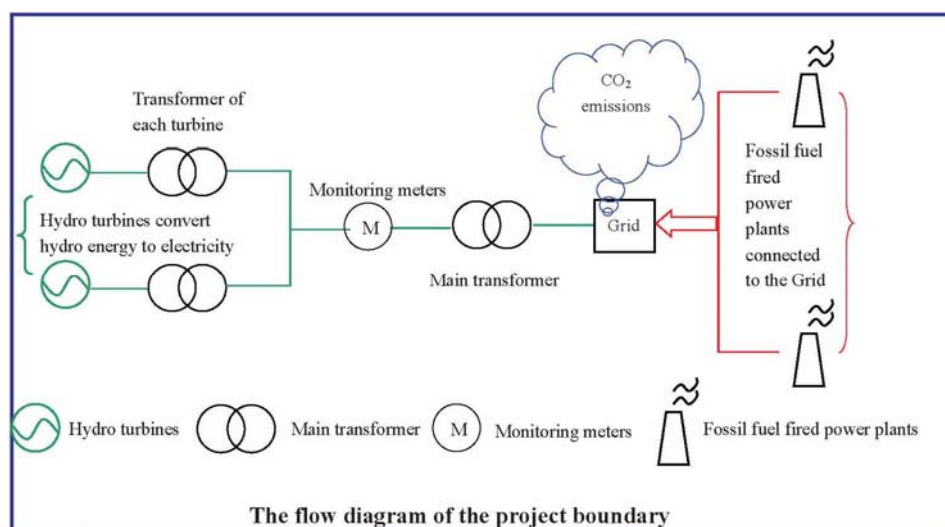 Transformer of
each turbine
CO₂
emissions
Fossil fuel
fired
power
plants
connected
to the Grid
Monitoring meters
M
Grid
Hydro turbines convert
hydro energy to electricity
Main transformer
Hydro turbines
Main transformer
M
Monitoring meters
Fossil fuel fired power plants
The flow diagram of the project boundary